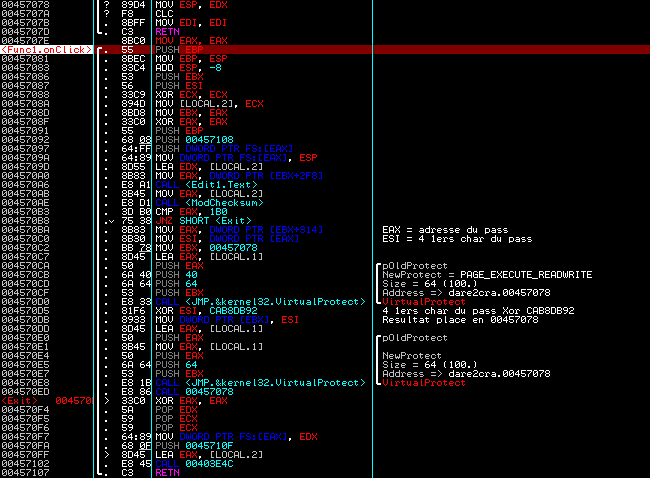 00457078 ? 89D4 MOV ESP, EDX
0045707A ? F8 CLC
0045707B . 8BFF MOV EDI, EDI
0045707D . C3 RETN
0045707E 8BC0 MOV EAX, EAX
<Func1.onClick> . 55 PUSH EBP
00457081 . 8BEC MOV EBP, ESP
00457083 . 83C4 ADD ESP, -8
00457086 . 53 PUSH EBX
00457087 . 56 PUSH ESI
00457088 . 33C9 XOR ECX, ECX
0045708A . 894D MOV [LOCAL.2], ECX
0045708D . 8BD8 MOV EBX, EAX
0045708F . 33C0 XOR EAX, EAX
00457091 . 55 PUSH EBP
00457092 . 68 08 PUSH 00457108
00457097 . 64:FF PUSH DWORD PTR FS:[EAX]
0045709A . 64:89 MOV DWORD PTR FS:[EAX], ESP
0045709D . 8D55 LEA EDX, [LOCAL.2]
004570A0 . 8B83 MOV EAX, DWORD PTR [EBX+2F8]
004570A6 . E8 A1 CALL <Edit1.Text>
004570AB . 8B45 MOV EAX, [LOCAL.2]
004570AE . E8 D1 CALL <ModChecksum>
004570B3 . 3D B0 CMP EAX, 1B0
004570B8 . 75 38 JNZ SHORT <Exit>
004570BA . 8B83 MOV EAX, DWORD PTR [EBX+314] EAX = adresse du pass
004570C0 . 8B30 MOV ESI, DWORD PTR [EAX] ESI = 4 1ers char du pass
004570C2 . BB 78 MOV EBX, 00457078
004570C7 . 8D45 LEA EAX, [LOCAL.1]
004570CA . 50 PUSH EAX pOldProtect
004570CB . 6A 40 PUSH 40 NewProtect = PAGE_EXECUTE_READWRITE
004570CD . 6A 64 PUSH 64 Size = 64 (100.)
004570CF . 53 PUSH EBX Address => dare2cra.00457078
004570D0 . E8 33 CALL <JMP.&kernel32.VirtualProtect> VirtualProtect
004570D5 . 81F6 XOR ESI, CAB8DB92 4 1ers char du pass Xor CAB8DB92
004570DB . 8933 MOV DWORD PTR [EBX], ESI Resultat place en 00457078
004570DD . 8D45 LEA EAX, [LOCAL.1]
004570E0 . 50 PUSH EAX pOldProtect
004570E1 . 8B45 MOV EAX, [LOCAL.1]
004570E4 . 50 PUSH EAX NewProtect
004570E5 . 6A 64 PUSH 64 Size = 64 (100.)
004570E7 . 53 PUSH EBX Address => dare2cra.00457078
004570E8 . E8 1B CALL <JMP.&kernel32.VirtualProtect> VirtualProtect
004570ED . E8 86 CALL 00457078
<Exit> 004570 > 33C0 XOR EAX, EAX
004570F4 . 5A POP EDX
004570F5 . 59 POP ECX
004570F6 . 59 POP ECX
004570F7 . 64:89 MOV DWORD PTR FS:[EAX], EDX
004570FA . 68 0F PUSH 0045710F
004570FF > 8D45 LEA EAX, [LOCAL.2]
00457102 . E8 45 CALL 00403E4C
00457107 . C3 RETN